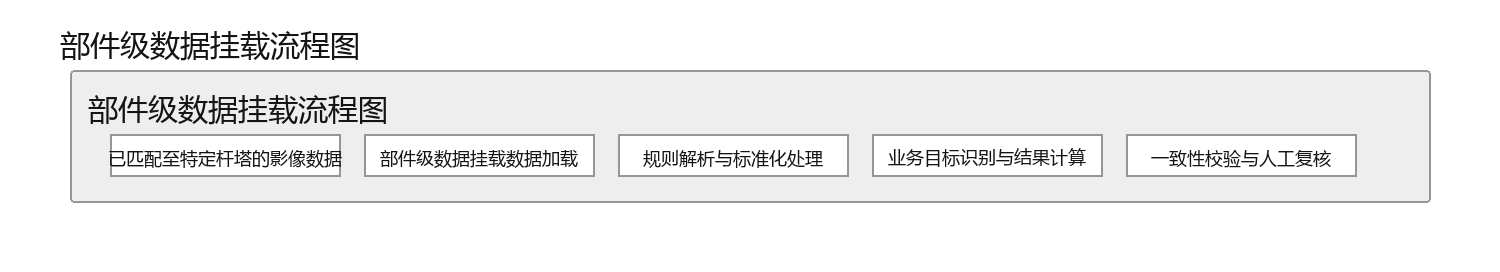 部件级数据挂载流程图
部件级数据挂载流程图
已匹配至特定杆塔的影像数据
部件级数据挂载数据加载
规则解析与标准化处理
业务目标识别与结果计算
一致性校验与人工复核